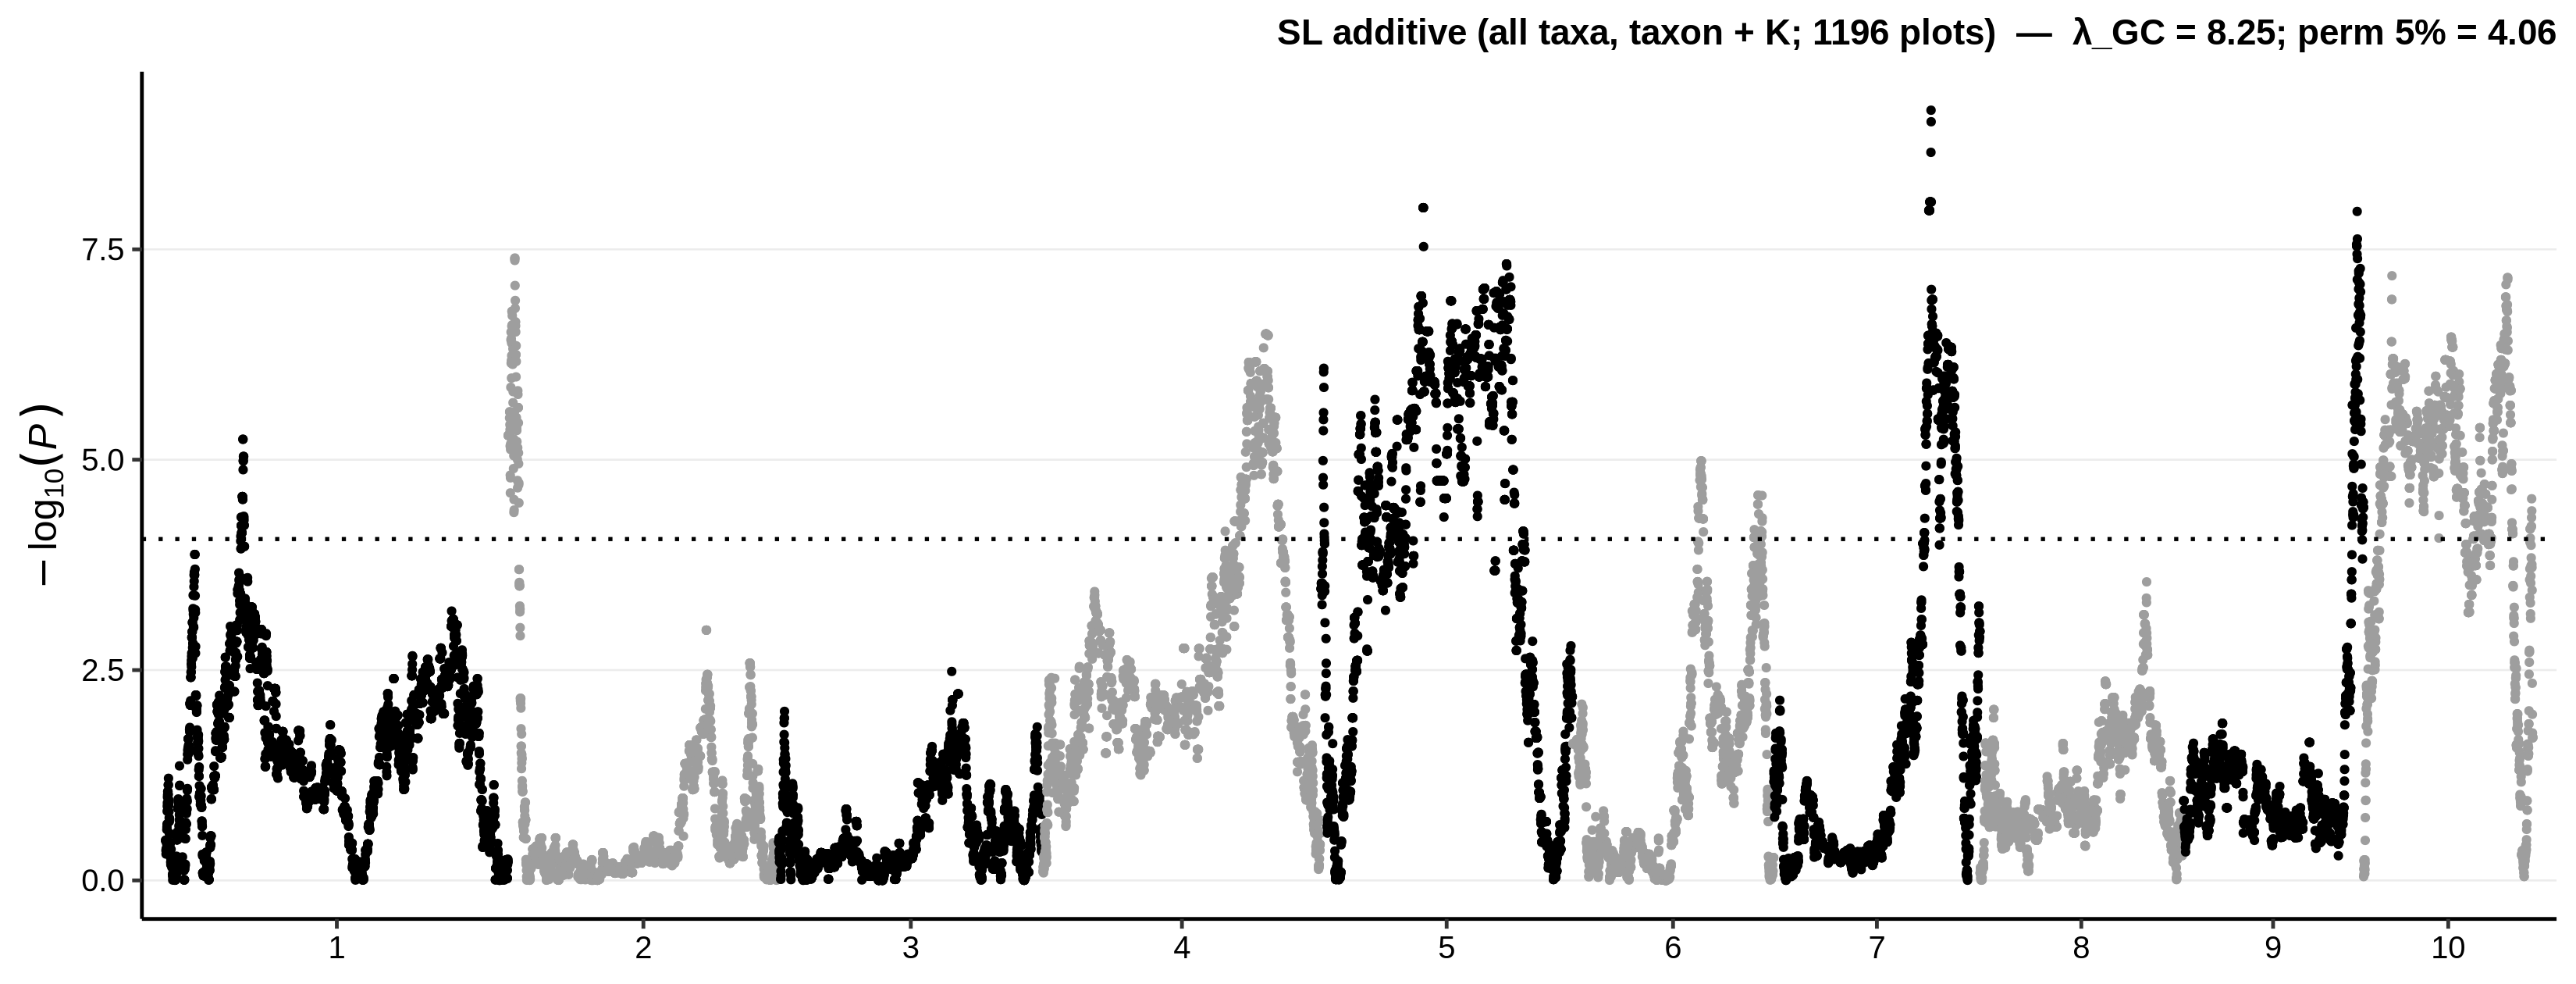 SL additive (all taxa, taxon + K; 1196 plots) — λ_GC = 8.25; perm 5% = 4.06
− log10(P)
7.5
5.0
2.5
0.0
1 2 3 4 5 6 7 8 9 10